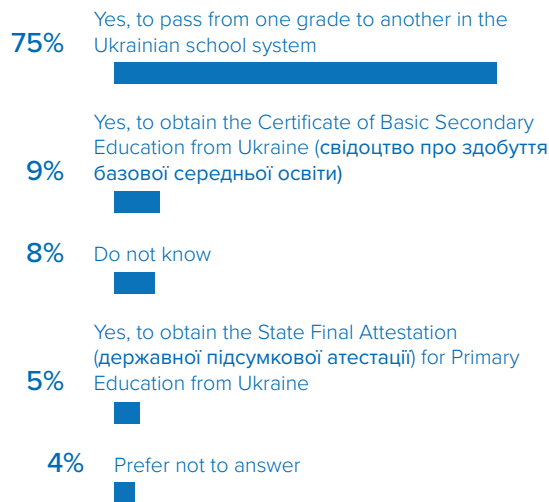 Yes, to pass from one grade to another in the
75% Ukrainian school system
Yes, to obtain the Certificate of Basic Secondary
Education from Ukraine (свідоцтво про здобуття
9% базової середньої освіти)
8% Do not know
Yes, to obtain the State Final Attestation
(державної підсумкової атестації) for Primary
5% Education from Ukraine
4% Prefer not to answer